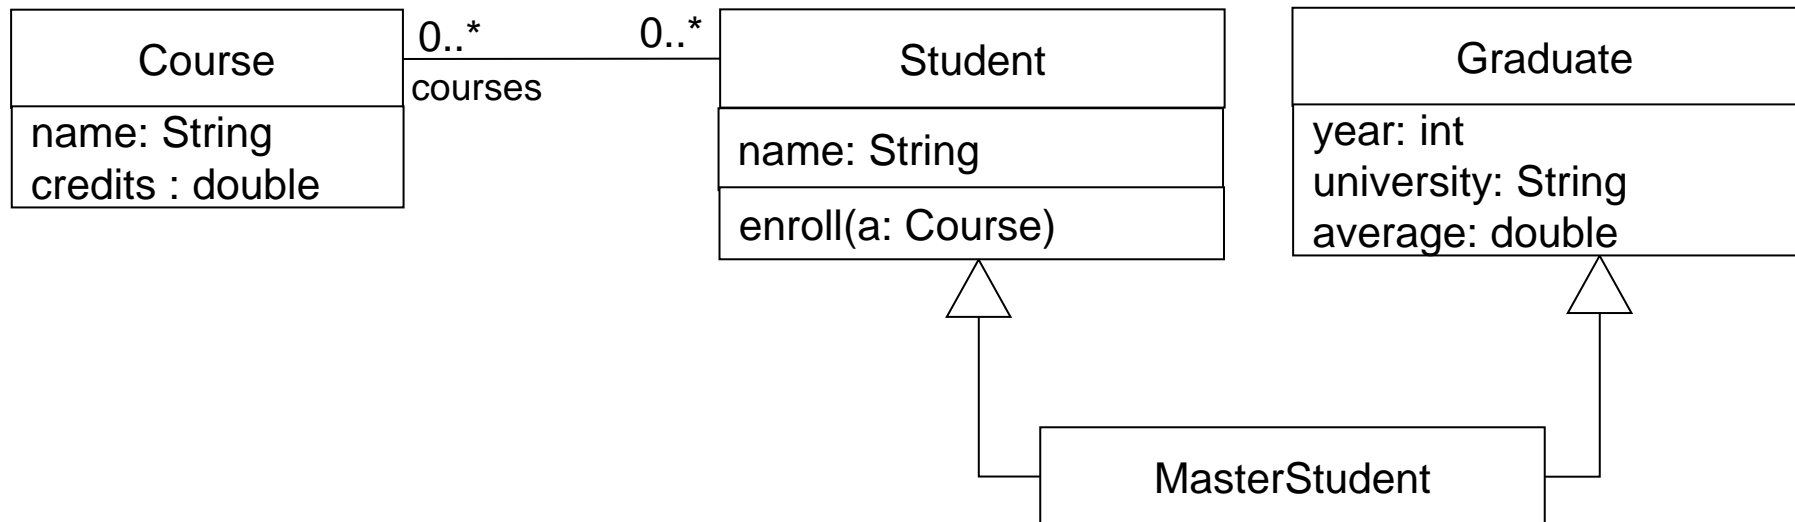 Course
name: String
credits : double
0..*
0..*
courses
Student
name: String
enroll(a: Course)
Graduate
year: int
university: String
average: double
MasterStudent